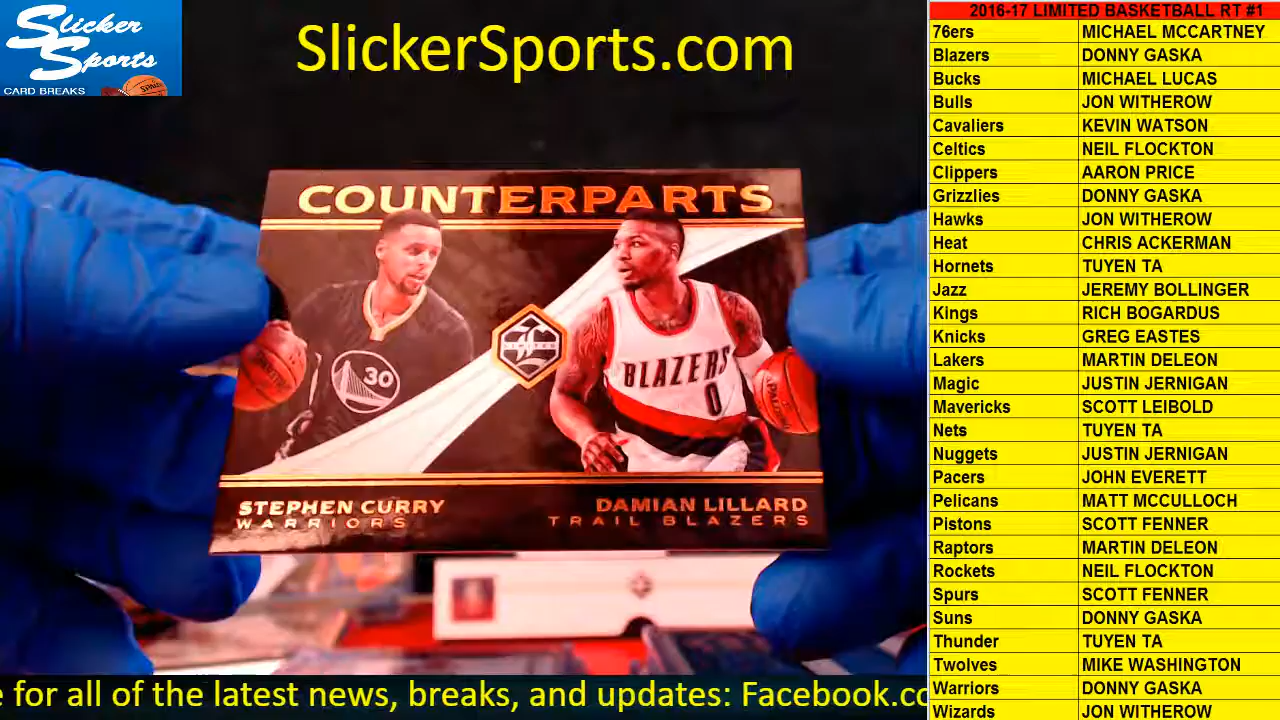 Slicker
Sports
CARD BREAKS
SlickerSports.com
COUNTERPARTS
30
LIMITED
BLAZERS
0
SPALDING
STEPHEN CURRY
WARRIORS
DAMIAN LILLARD
TRAIL BLAZERS
e for all of the latest news, breaks, and updates: Facebook.co
2016-17 LIMITED BASKETBALL RT #1
76ers MICHAEL MCCARTNEY
Blazers DONNY GASKA
Bucks MICHAEL LUCAS
Bulls JON WITHEROW
Cavaliers KEVIN WATSON
Celtics NEIL FLOCKTON
Clippers AARON PRICE
Grizzlies DONNY GASKA
Hawks JON WITHEROW
Heat CHRIS ACKERMAN
Hornets TUYEN TA
Jazz JEREMY BOLLINGER
Kings RICH BOGARDUS
Knicks GREG EASTES
Lakers MARTIN DELEON
Magic JUSTIN JERNIGAN
Mavericks SCOTT LEIBOLD
Nets TUYEN TA
Nuggets JUSTIN JERNIGAN
Pacers JOHN EVERETT
Pelicans MATT MCCULLOCH
Pistons SCOTT FENNER
Raptors MARTIN DELEON
Rockets NEIL FLOCKTON
Spurs SCOTT FENNER
Suns DONNY GASKA
Thunder TUYEN TA
Twolves MIKE WASHINGTON
Warriors DONNY GASKA
Wizards JON WITHEROW